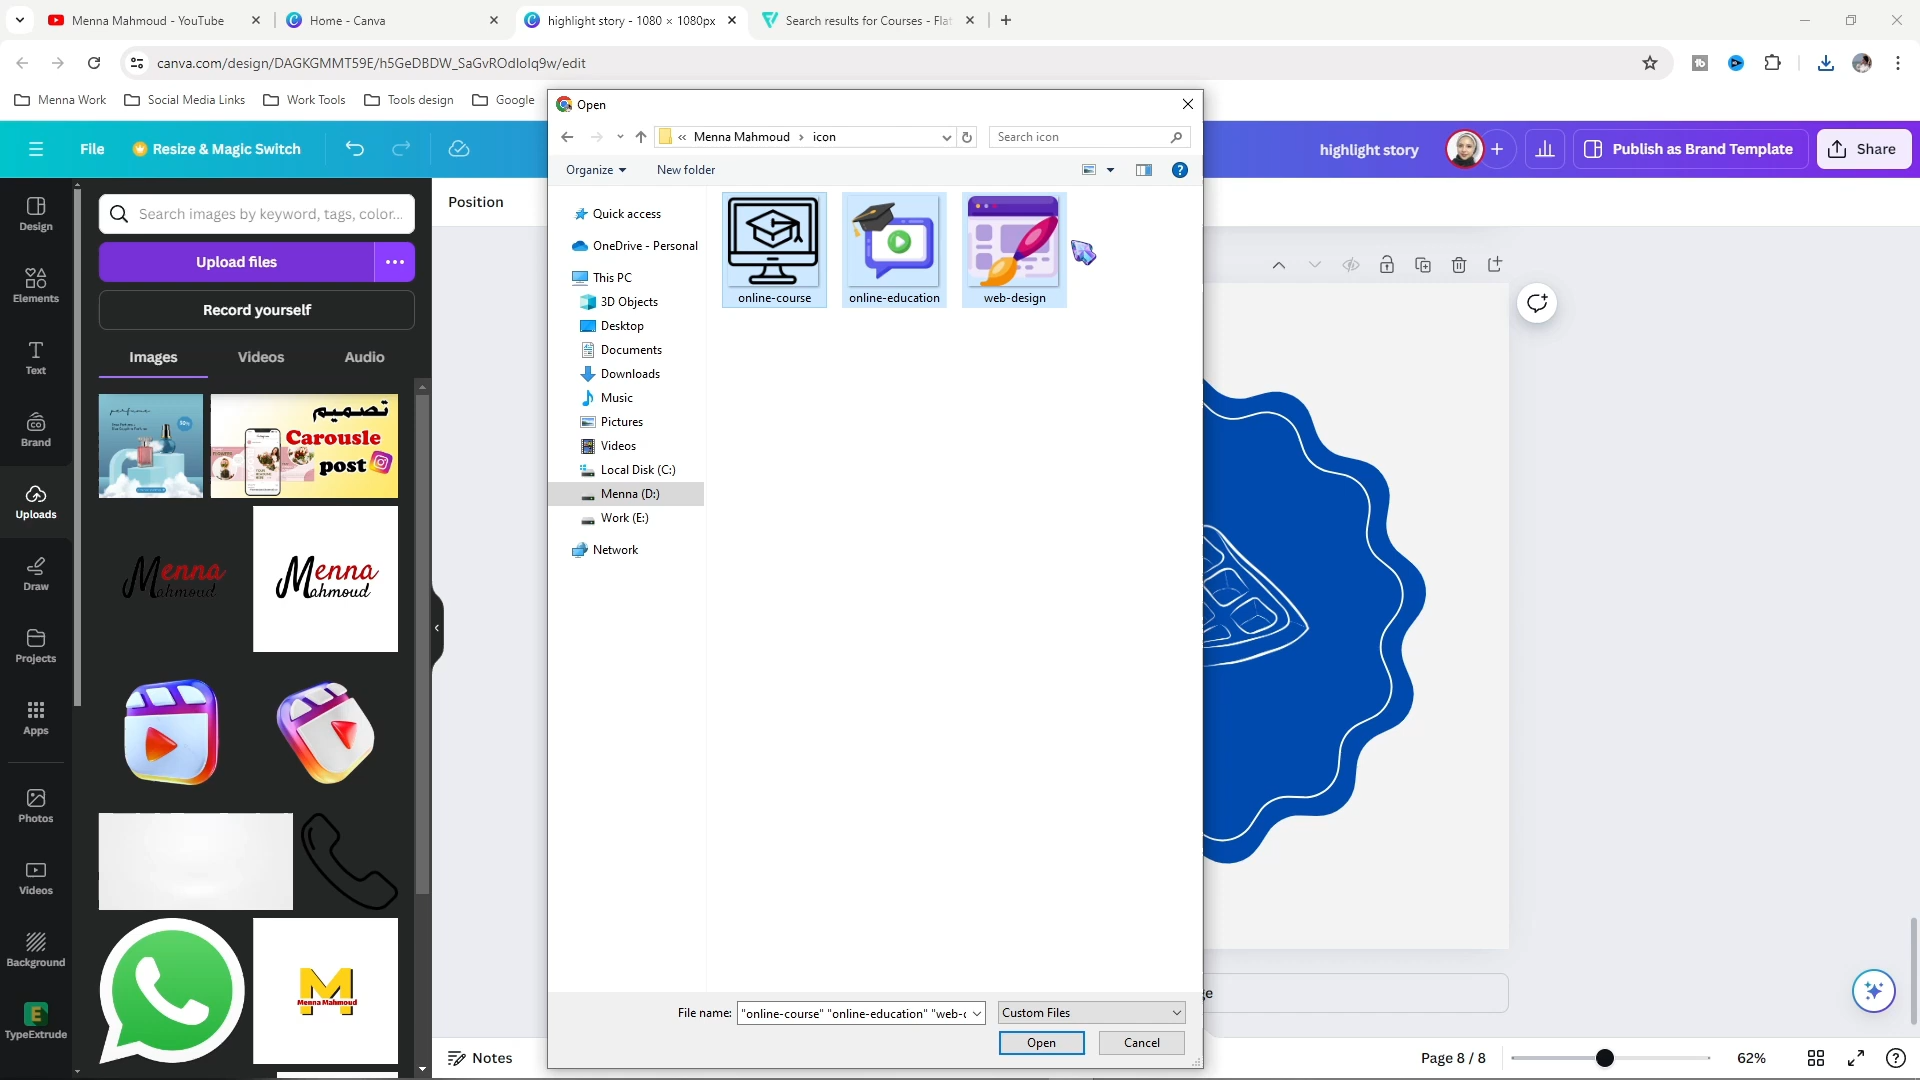 Menna Mahmoud - YouTube
Home - Canva
highlight story - 1080 × 1080px
Search results for Courses - Flat
canva.com/design/DAGKGMMT59E/h5GeDBDW_SaGvROdIolq9w/edit
Menna Work
Social Media Links
Work Tools
Tools design
Google
Open
File
Resize & Magic Switch
« Menna Mahmoud › icon
Search icon
highlight story
Publish as Brand Template
Share
Organize
New folder
Position
Design
Elements
Text
Brand
Uploads
Draw
Projects
Apps
Photos
Videos
Background
TypeExtrude
Search images by keyword, tags, color...
Upload files
Record yourself
Images
Videos
Audio
perfume
50%
تصميم
Carousle
post
Menna
Mahmoud
Menna
Mahmoud
M
Menna Mahmoud
Quick access
OneDrive - Personal
This PC
3D Objects
Desktop
Documents
Downloads
Music
Pictures
Videos
Local Disk (C:)
Menna (D:)
Work (E:)
Network
online-course
online-education
web-design
File name:
"online-course" "online-education" "web-c
Custom Files
Open
Cancel
ge
Notes
Page 8 / 8
62%